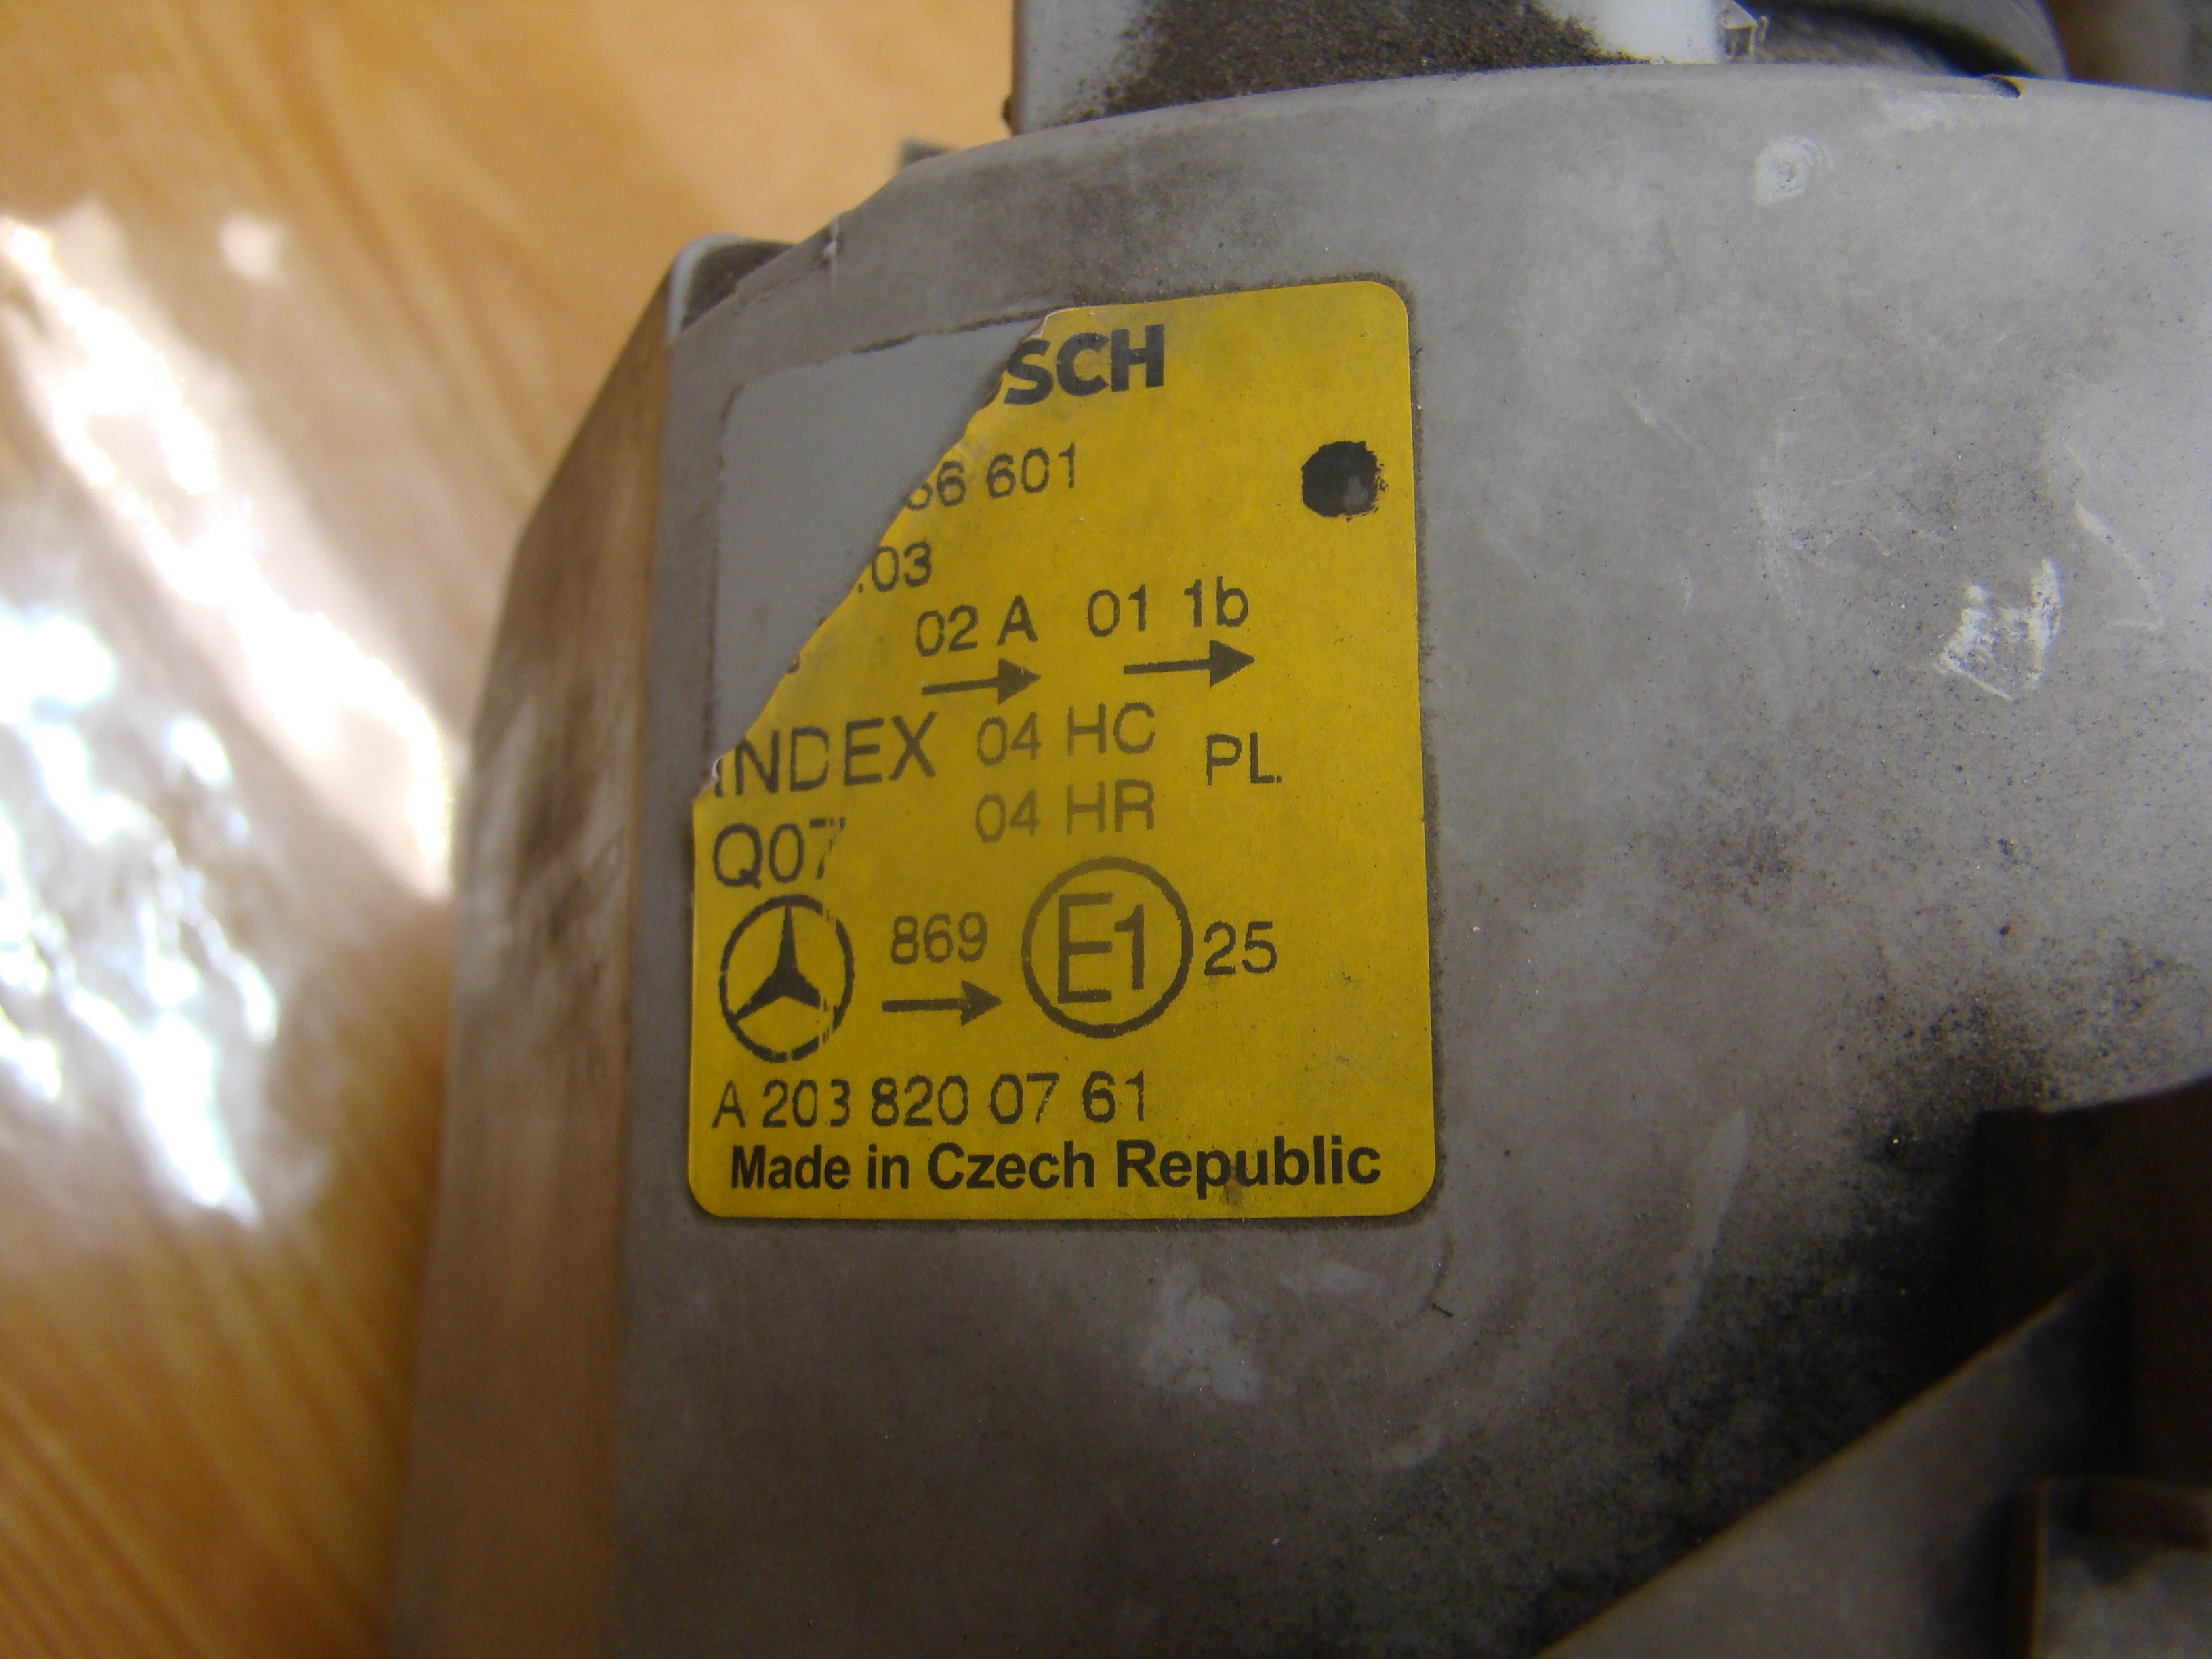 SCH
66 601
.03
02 A 01 1b
INDEX 04 HC PL
Q07 04 HR
869 E1 25
A 203 820 07 61
Made in Czech Republic